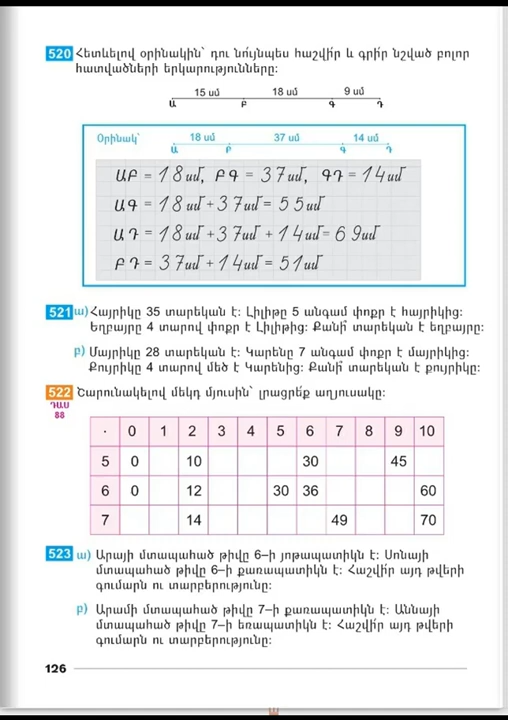 520 Հետևելով օրինակին՝ դու նույնպես հաշվի՛ր և գրի՛ր նշված բոլոր
հատվածների երկարությունները:
15 սմ 18 սմ 9 սմ
Ա Բ Գ Դ
Օրինակ՝ 18 սմ 37 սմ 14 սմ
Ա Բ Գ Դ
ԱԲ = 18 սմ, ԲԳ = 37 սմ, ԳԴ = 14 սմ
ԱԳ = 18 սմ + 37 սմ = 55 սմ
ԱԴ = 18 սմ + 37 սմ + 14 սմ = 69 սմ
ԲԴ = 37 սմ + 14 սմ = 51 սմ
521 ա) Հայրիկը 35 տարեկան է: Լիլիթը 5 անգամ փոքր է հայրիկից:
Եղբայրը 4 տարով փոքր է Լիլիթից: Քանի՞ տարեկան է եղբայրը:
բ) Մայրիկը 28 տարեկան է: Կարենը 7 անգամ փոքր է մայրիկից:
Քույրիկը 4 տարով մեծ է Կարենից: Քանի՞ տարեկան է քույրիկը:
522 Շարունակելով մեկդ մյուսին՝ լրացրե՛ք աղյուսակը:
ԴԱՍ
88
· 0 1 2 3 4 5 6 7 8 9 10
5 0 10 30 45
6 0 12 30 36 60
7 14 49 70
523 ա) Արայի մտապահած թիվը 6–ի յոթապատիկն է: Սոնայի
մտապահած թիվը 6–ի քառապատիկն է: Հաշվի՛ր այդ թվերի
գումարն ու տարբերությունը:
բ) Արամի մտապահած թիվը 7–ի քառապատիկն է: Աննայի
մտապահած թիվը 7–ի եռապատիկն է: Հաշվի՛ր այդ թվերի
գումարն ու տարբերությունը:
126